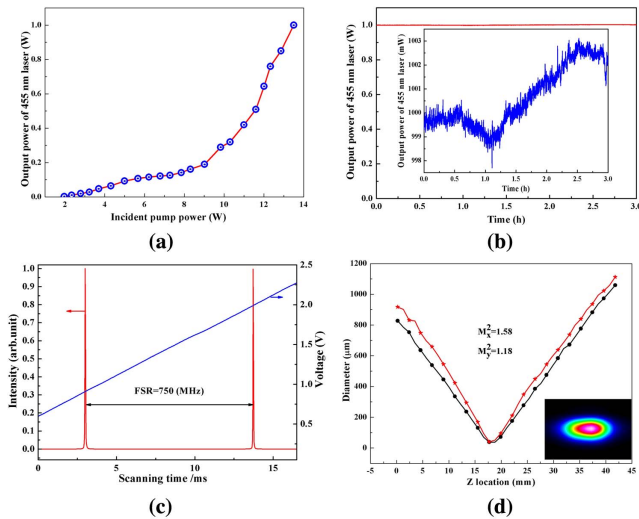 (a)
Output power of 455 nm laser (W)
1.0
0.8
0.6
0.4
0.2
0.0
0 2 4 6 8 10 12 14
Incident pump power (W)
(a)
(b)
Output power of 455 nm laser (W)
1.0
0.8
0.6
0.4
0.2
0.0
Output power of 455 nm laser (mW)
1003
1002
1001
1000
999
998
0.0 0.5 1.0 1.5 2.0 2.5 3.0
Time (h)
0.0 0.5 1.0 1.5 2.0 2.5 3.0
Time (h)
(b)
(c)
Intensity (arb.unit)
1.0
0.9
0.8
0.7
0.6
0.5
0.4
0.3
0.2
0.1
0.0
FSR=750 (MHz)
2.5
2.0
1.5
1.0
0.5
Voltage (V)
0 5 10 15
Scanning time /ms
(c)
(d)
Diameter (μm)
1200
1000
800
600
400
200
0
M²x=1.58
M²y=1.18
-5 0 5 10 15 20 25 30 35 40 45
Z location (mm)
(d)